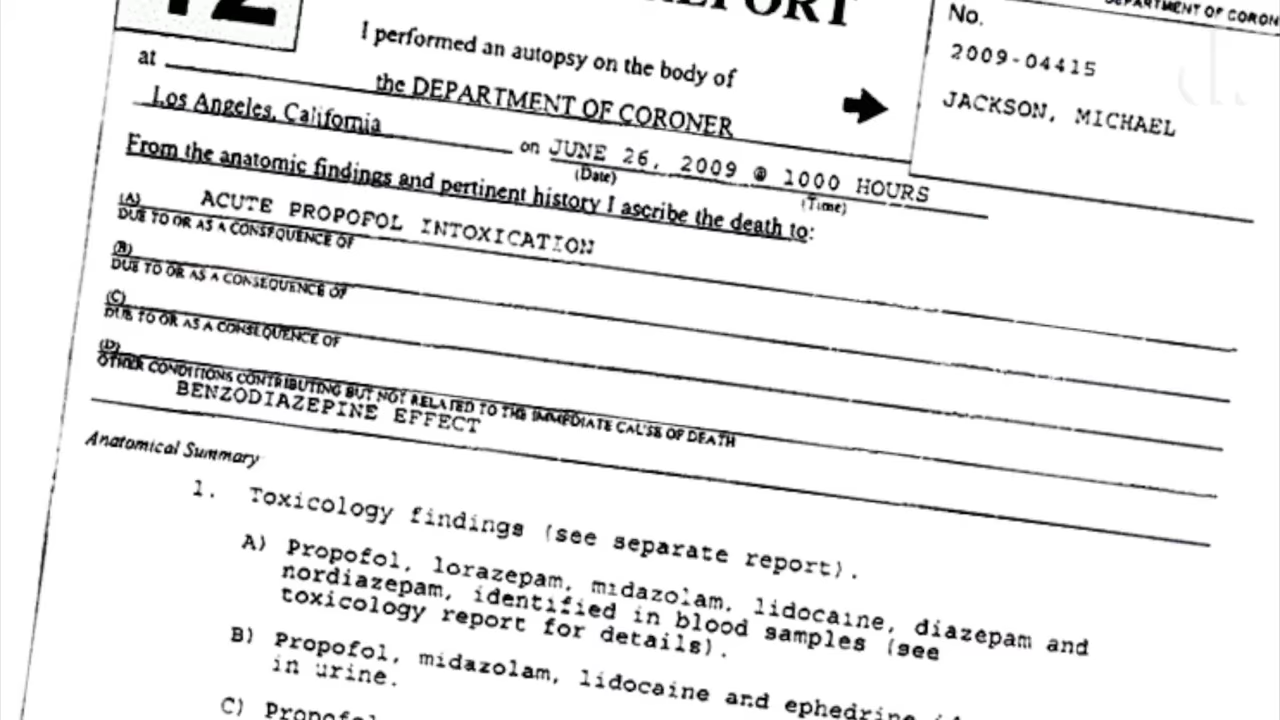 12
REPORT
DEPARTMENT OF CORON
No.
2009-04415
JACKSON, MICHAEL
I performed an autopsy on the body of
at
the DEPARTMENT OF CORONER
Los Angeles, California
on JUNE 26, 2009 @ 1000 HOURS
(Date)
(Time)
From the anatomic findings and pertinent history I ascribe the death to:
(A) ACUTE PROPOFOL INTOXICATION
DUE TO OR AS A CONSEQUENCE OF
(B)
DUE TO OR AS A CONSEQUENCE OF
(C)
DUE TO OR AS A CONSEQUENCE OF
(D)
OTHER CONDITIONS CONTRIBUTING BUT NOT RELATED TO THE IMMEDIATE CAUSE OF DEATH
BENZODIAZEPINE EFFECT
Anatomical Summary
1. Toxicology findings (see separate report).
A) Propofol, lorazepam, midazolam, lidocaine, diazepam and
nordiazepam, identified in blood samples (see
toxicology report for details).
B) Propofol, midazolam, lidocaine and ephedrine
in urine.
C) Propofol
d.